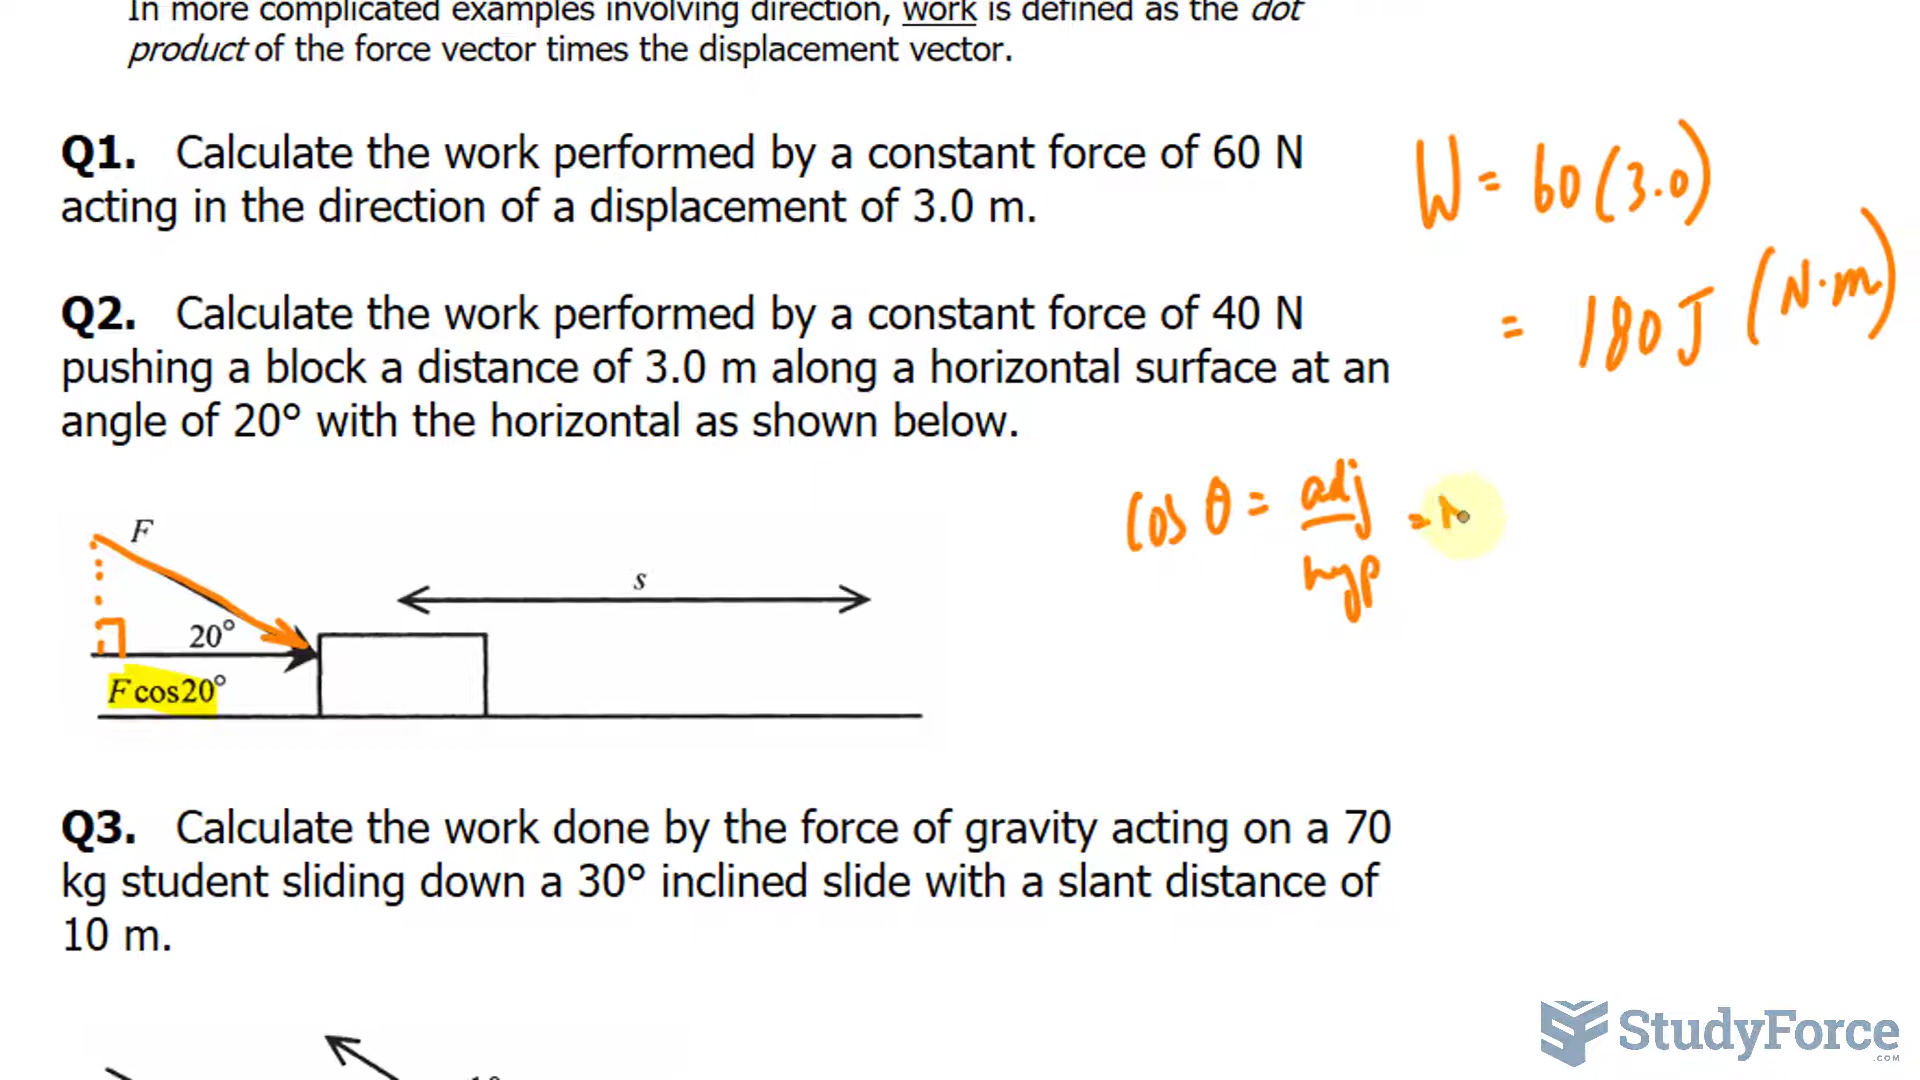 In more complicated examples involving direction, work is defined as the dot
product of the force vector times the displacement vector.
Q1. Calculate the work performed by a constant force of 60 N
acting in the direction of a displacement of 3.0 m.
W = 60 (3.0)
= 180 J (N·m)
Q2. Calculate the work performed by a constant force of 40 N
pushing a block a distance of 3.0 m along a horizontal surface at an
angle of 20° with the horizontal as shown below.
cos θ = adj
hyp
=
F
s
20°
F cos20°
Q3. Calculate the work done by the force of gravity acting on a 70
kg student sliding down a 30° inclined slide with a slant distance of
10 m.
StudyForce
.COM